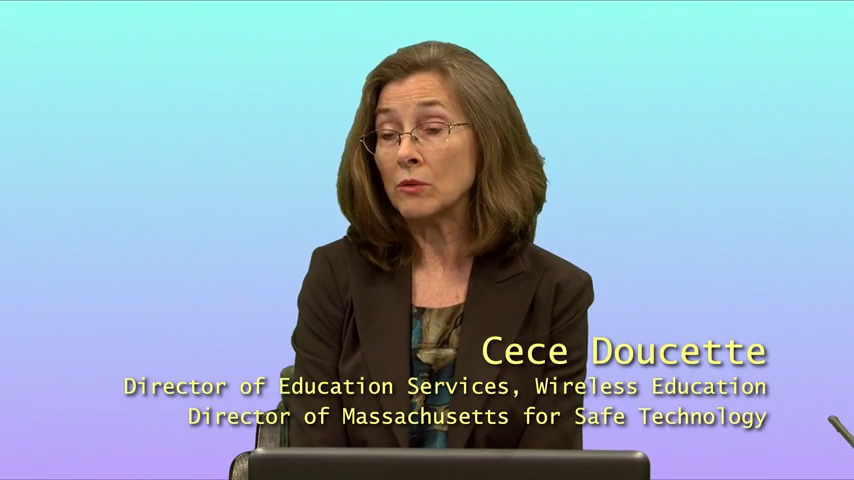 Cece Doucette
Director of Education Services, Wireless Education
Director of Massachusetts for Safe Technology